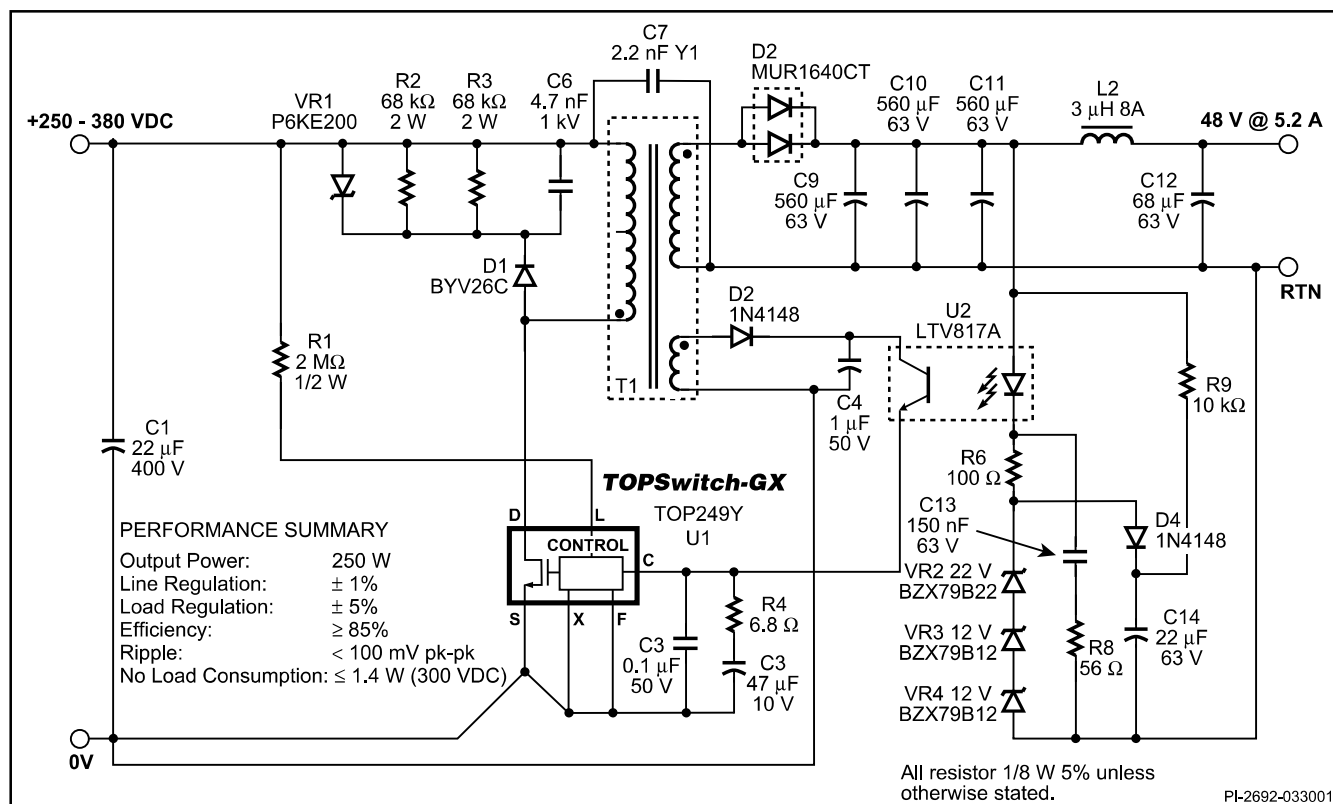 C7
2.2 nF Y1
D2
MUR1640CT
R2
68 kΩ
2 W
R3
68 kΩ
2 W
C6
4.7 nF
1 kV
VR1
P6KE200
C10
560 µF
63 V
C11
560 µF
63 V
L2
3 µH 8A
+250 - 380 VDC
48 V @ 5.2 A
C9
560 µF
63 V
C12
68 µF
63 V
D1
BYV26C
RTN
D2
1N4148
U2
LTV817A
R1
2 MΩ
1/2 W
T1
C4
1 µF
50 V
R9
10 kΩ
C1
22 µF
400 V
R6
100 Ω
TOPSwitch-GX
TOP249Y
U1
D
L
CONTROL
C
S
X
F
C13
150 nF
63 V
D4
1N4148
PERFORMANCE SUMMARY
Output Power: 250 W
Line Regulation: ± 1%
Load Regulation: ± 5%
Efficiency: ≥ 85%
Ripple: < 100 mV pk-pk
No Load Consumption: ≤ 1.4 W (300 VDC)
VR2 22 V
BZX79B22
R4
6.8 Ω
C3
0.1 µF
50 V
C3
47 µF
10 V
VR3 12 V
BZX79B12
R8
56 Ω
C14
22 µF
63 V
VR4 12 V
BZX79B12
0V
All resistor 1/8 W 5% unless
otherwise stated.
PI-2692-033001